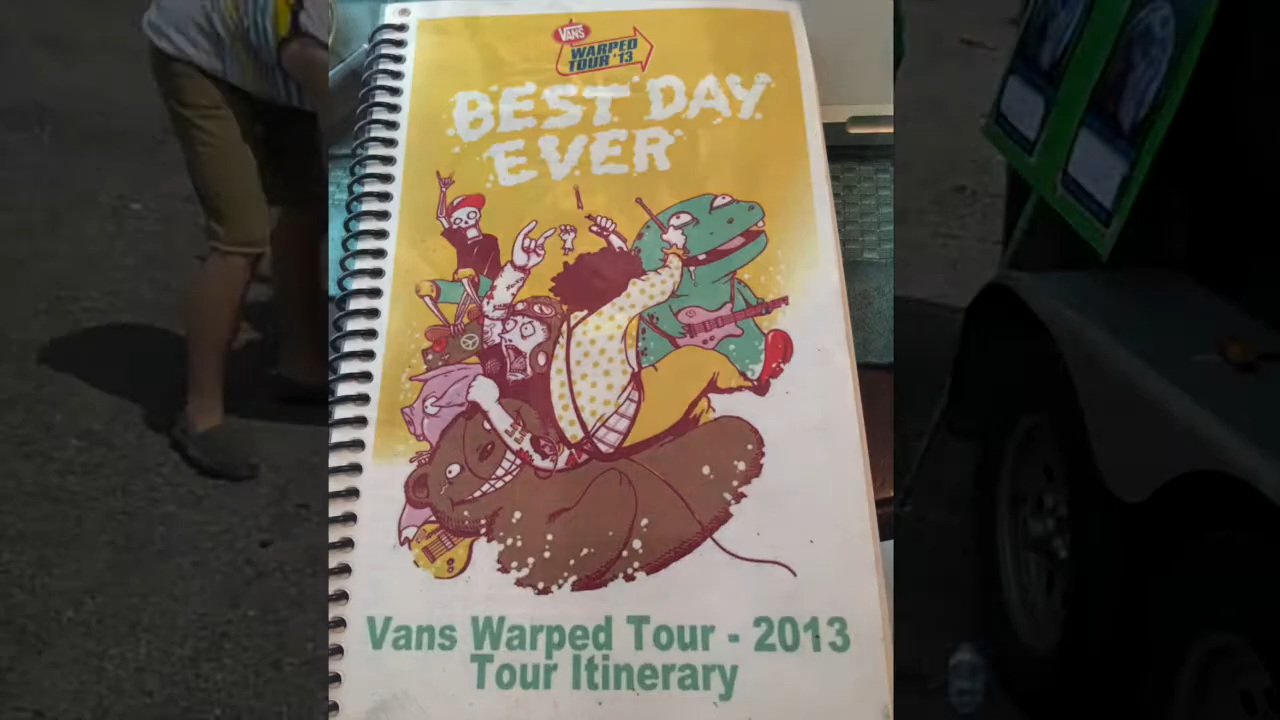 VANS
WARPED
TOUR '13
BEST DAY
EVER
Vans Warped Tour - 2013
Tour Itinerary